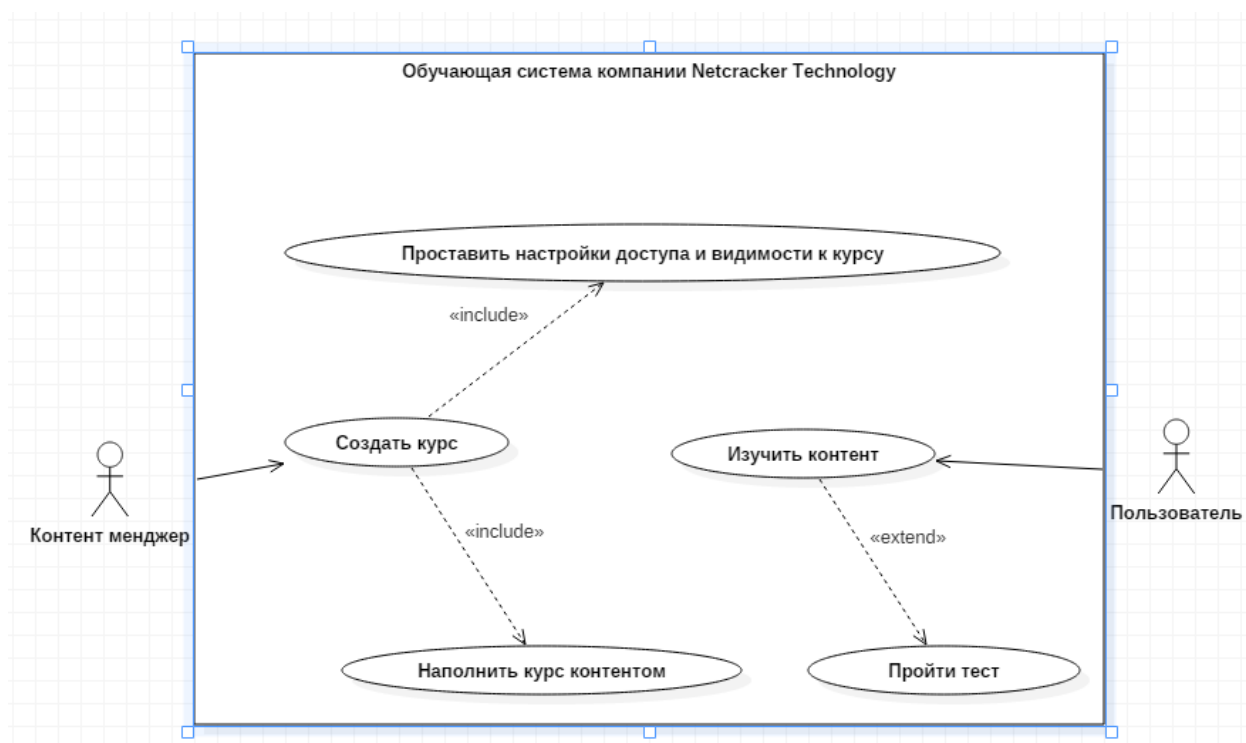 Обучающая система компании Netcracker Technology
Проставить настройки доступа и видимости к курсу
«include»
Создать курс
Изучить контент
Контент менджер
Пользователь
«include»
«extend»
Наполнить курс контентом
Пройти тест